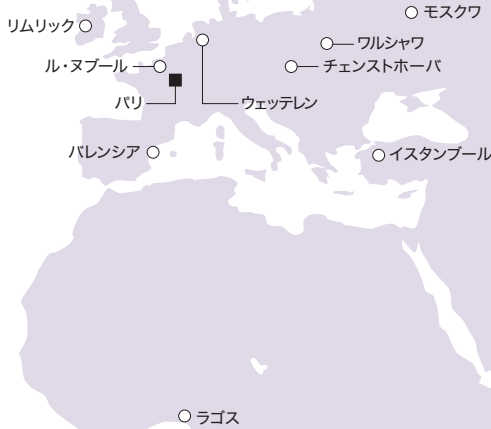 モスクワ
リムリック
ワルシャワ
ル・ヌブール
チェンストホーバ
パリ
ウェッテレン
バレンシア
イスタンブール
ラゴス